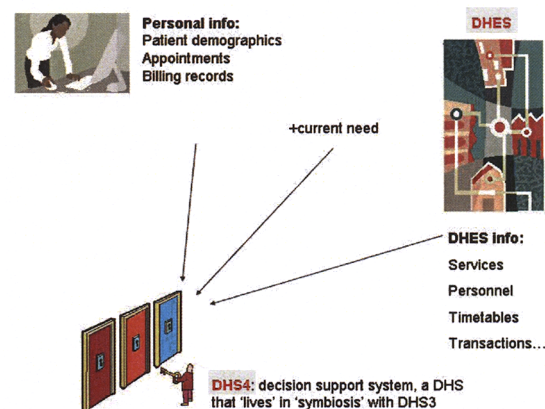 Personal info:
Patient demographics
Appointments
Billing records
DHES
+current need
DHES info:
Services
Personnel
Timetables
Transactions...
DHS4: decision support system, a DHS
that 'lives' in 'symbiosis' with DHS3